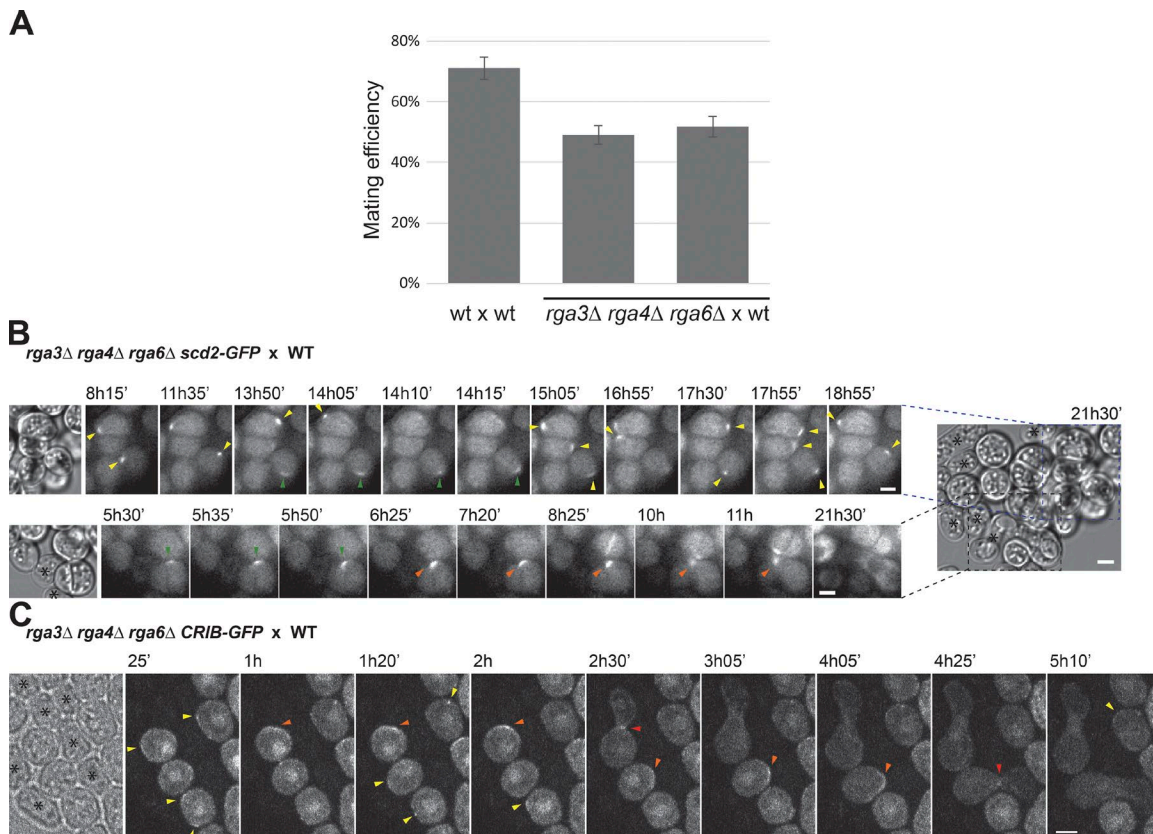 A
80%
60%
40%
20%
0%
Mating efficiency
wt x wt
rga3Δ rga4Δ rga6Δ x wt
B
rga3Δ rga4Δ rga6Δ scd2-GFP x WT
8h15’ 11h35’ 13h50’ 14h05’ 14h10’ 14h15’ 15h05’ 16h55’ 17h30’ 17h55’ 18h55’
21h30’
5h30’ 5h35’ 5h50’ 6h25’ 7h20’ 8h25’ 10h 11h 21h30’
C
rga3Δ rga4Δ rga6Δ CRIB-GFP x WT
25’ 1h 1h20’ 2h 2h30’ 3h05’ 4h05’ 4h25’ 5h10’